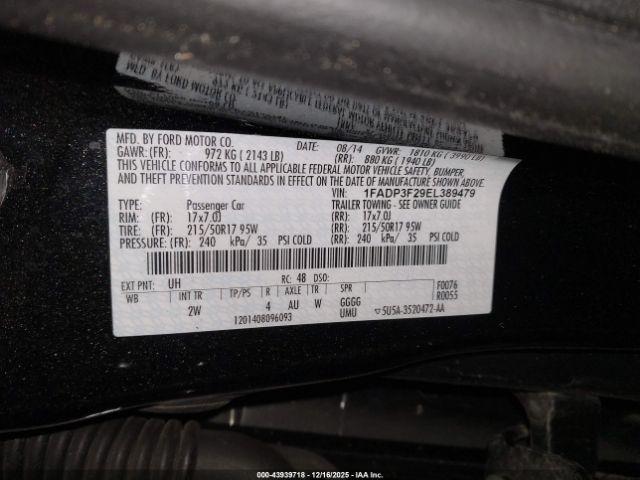 MFD. BY FORD MOTOR CO.
DATE: 08/14 GVWR: 1810 KG ( 3990 LB)
GAWR: (FR): 972 KG ( 2143 LB) (RR): 880 KG ( 1940 LB)
THIS VEHICLE CONFORMS TO ALL APPLICABLE FEDERAL MOTOR VEHICLE SAFETY, BUMPER,
AND THEFT PREVENTION STANDARDS IN EFFECT ON THE DATE OF MANUFACTURE SHOWN ABOVE.
VIN: 1FADP3F29EL389479
TYPE: Passenger Car TRAILER TOWING - SEE OWNER GUIDE
RIM: (FR): 17x7.0J (RR): 17x7.0J
TIRE: (FR): 215/50R17 95W (RR): 215/50R17 95W
PRESSURE: (FR): 240 kPa/ 35 PSI COLD (RR): 240 kPa/ 35 PSI COLD
EXT PNT: UH RC: 48 DSO: F0076
WB INT TR TP/PS R AXLE TR SPR R0055
2W 4 AU W GGGG
UMU
1201408096093 ▽5U5A-3520472-AA
000-43939718 - 12/16/2025 - IAA Inc.